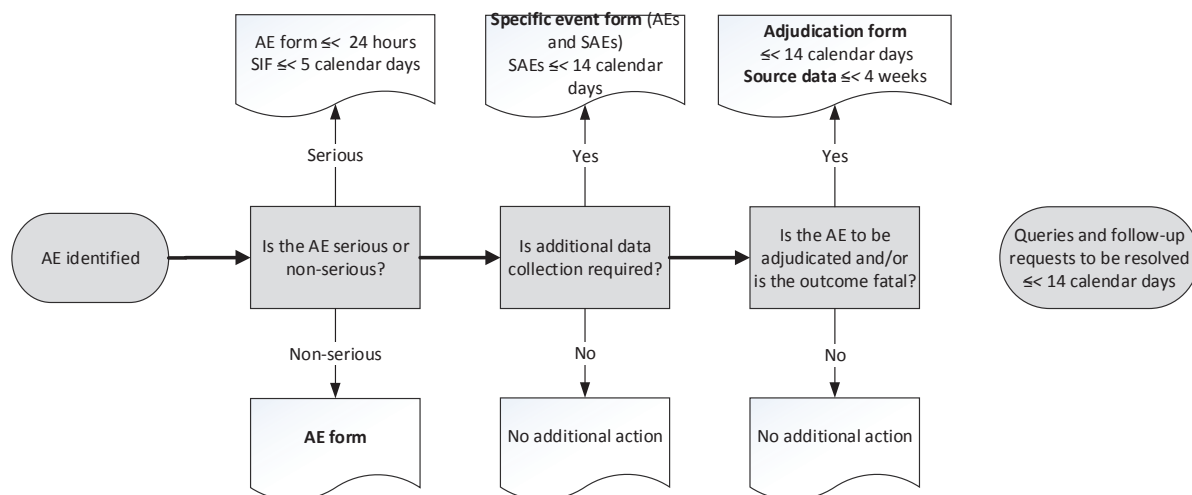 AE form ≤< 24 hours
SIF ≤< 5 calendar days
Specific event form (AEs
and SAEs)
SAEs ≤< 14 calendar
days
Adjudication form
≤< 14 calendar days
Source data ≤< 4 weeks
Serious
Yes
Yes
AE identified
Is the AE serious or
non-serious?
Is additional data
collection required?
Is the AE to be
adjudicated and/or
is the outcome fatal?
Queries and follow-up
requests to be resolved
≤< 14 calendar days
Non-serious
No
No
AE form
No additional action
No additional action